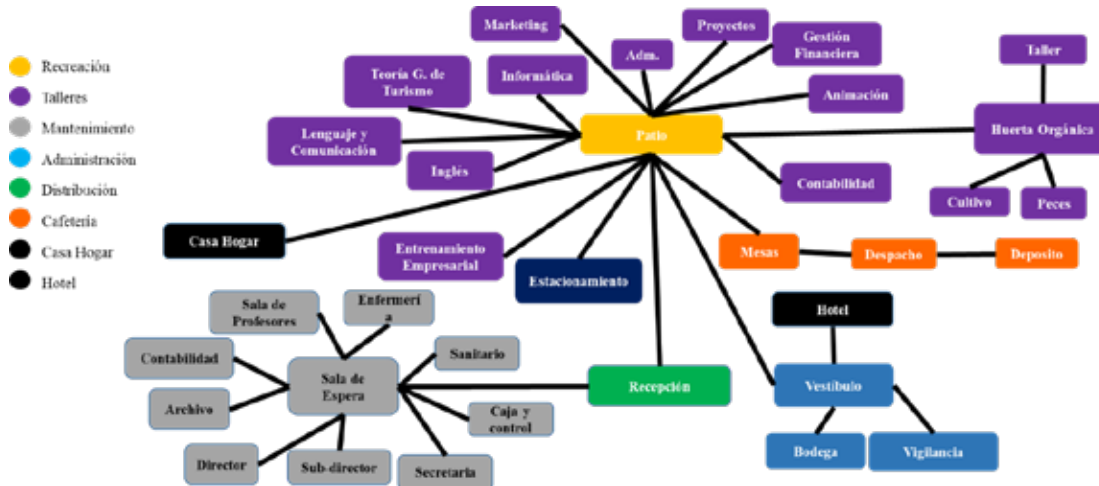 Recreación
Talleres
Mantenimiento
Administración
Distribución
Cafetería
Casa Hogar
Hotel
Marketing
Proyectos
Adm.
Gestión
Financiera
Taller
Teoría G. de
Turismo
Informática
Animación
Lenguaje y
Comunicación
Patio
Huerta Orgánica
Inglés
Contabilidad
Cultivo
Peces
Casa Hogar
Entrenamiento
Empresarial
Estacionamiento
Mesas
Despacho
Deposito
Sala de
Profesores
Enfermerí
a
Hotel
Contabilidad
Sanitario
Sala de
Espera
Recepción
Vestíbulo
Archivo
Caja y
control
Director
Sub-director
Secretaria
Bodega
Vigilancia